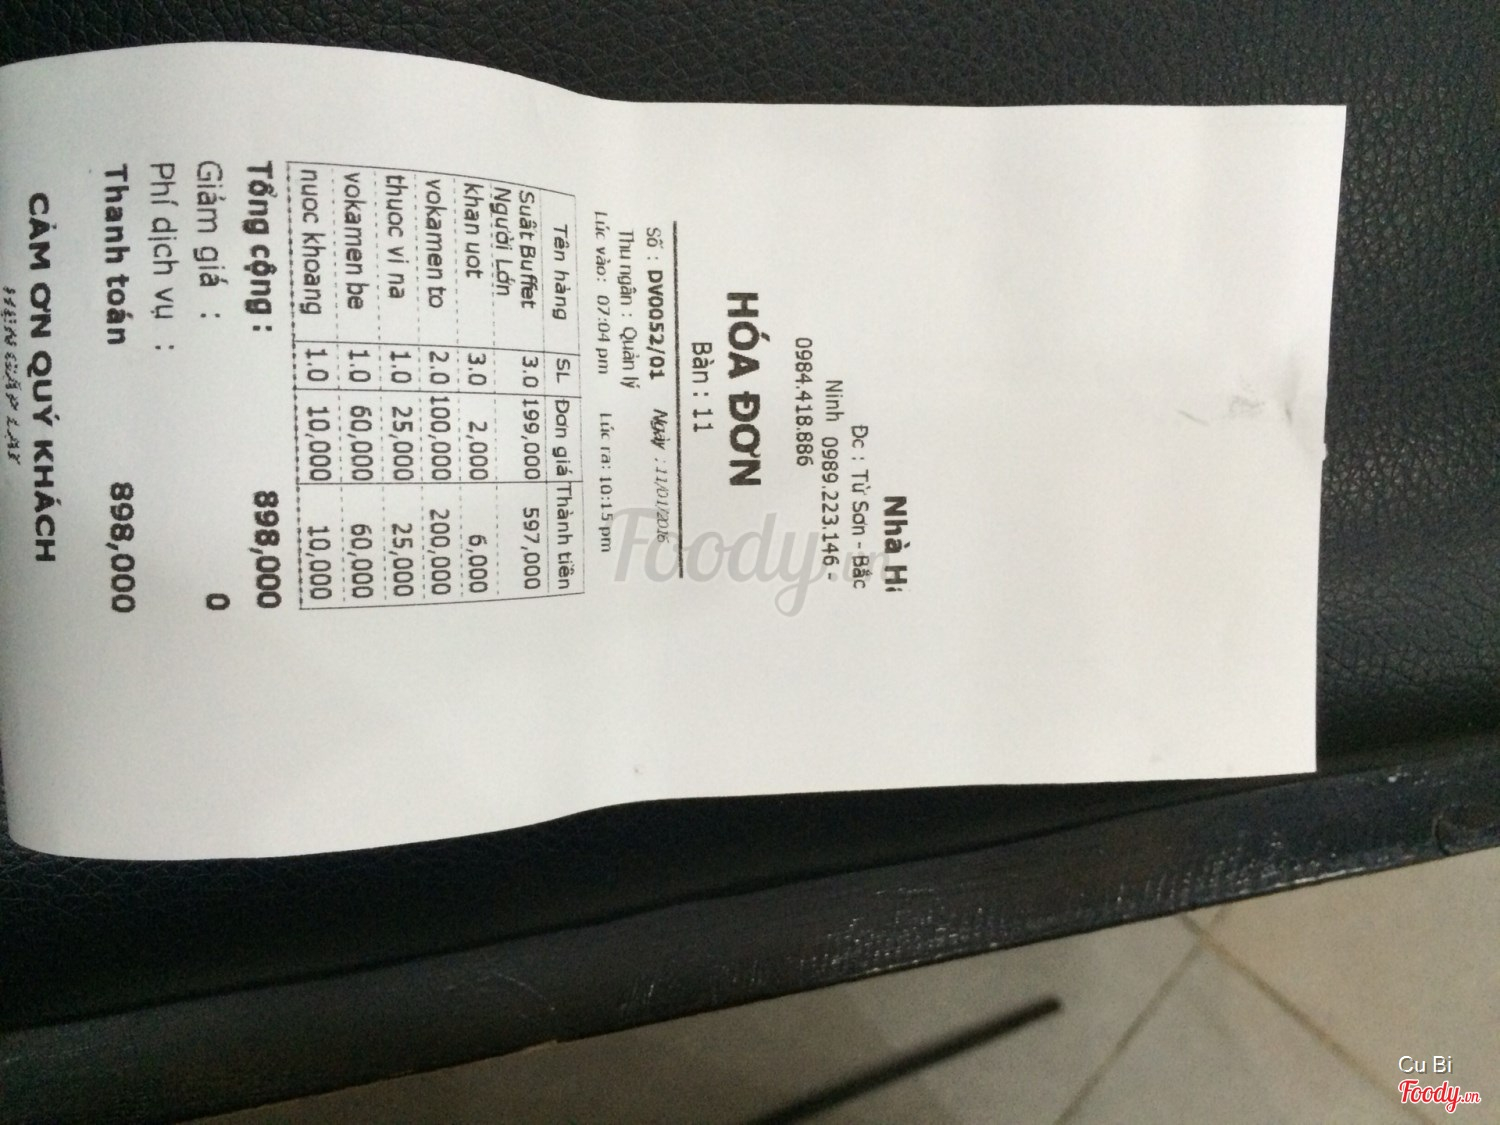 Nhà H
Đc : Từ Sơn - Bắc
Ninh 0989.223.146 -
0984.418.886
HÓA ĐƠN
Bàn : 11
Số : DV0052/01 Ngày : 11/01/2016
Thu ngân : Quản lý
Lúc vào: 07:04 pm Lúc ra: 10:15 pm
Tên hàng SL Đơn giá Thành tiền
Suất Buffet 3.0 199,000 597,000
Người Lớn
khan uot 3.0 2,000 6,000
vokamen to 2.0 100,000 200,000
thuoc vi na 1.0 25,000 25,000
vokamen be 1.0 60,000 60,000
nuoc khoang 1.0 10,000 10,000
Tổng cộng : 898,000
Giảm giá : 0
Phí dịch vụ :
Thanh toán 898,000
CẢM ƠN QUÝ KHÁCH
Foody.vn
Cu Bi
Foody.vn